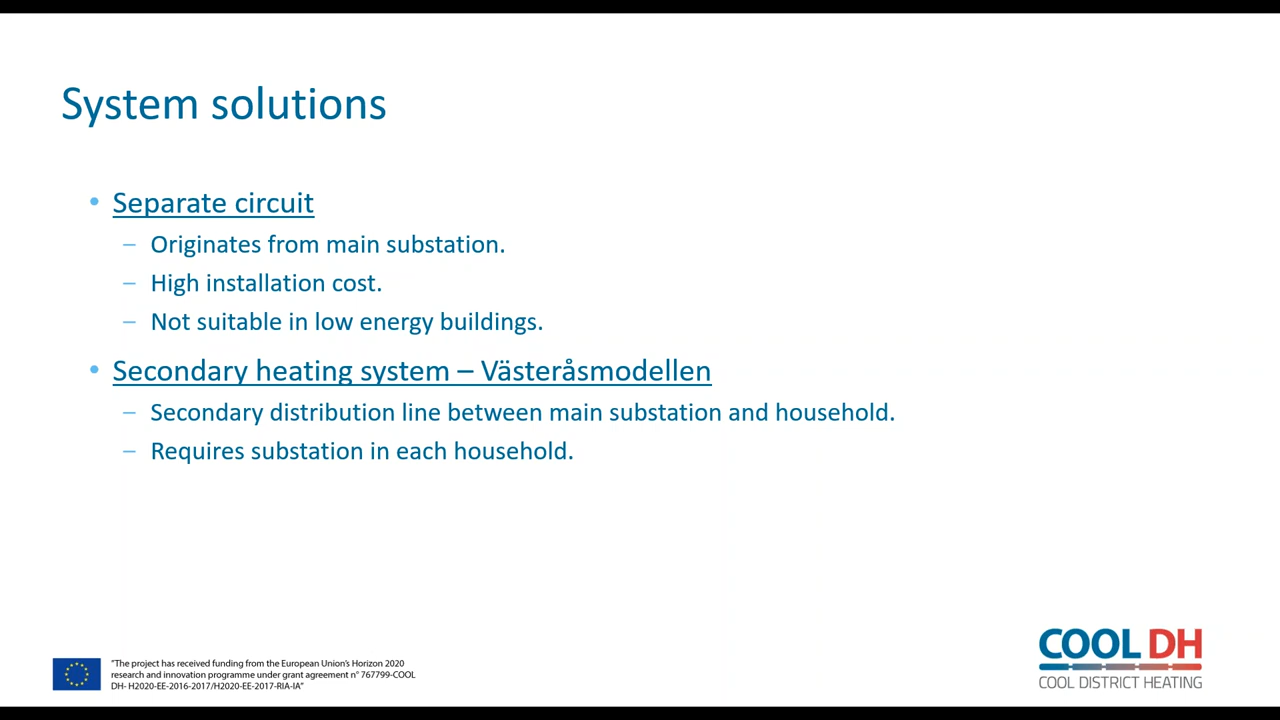 System solutions
• Separate circuit
– Originates from main substation.
– High installation cost.
– Not suitable in low energy buildings.
• Secondary heating system – Västeråsmodellen
– Secondary distribution line between main substation and household.
– Requires substation in each household.
"The project has received funding from the European Union's Horizon 2020
research and innovation programme under grant agreement n° 767799-COOL
DH- H2020-EE-2016-2017/H2020-EE-2017-RIA-IA"
COOL DH
COOL DISTRICT HEATING